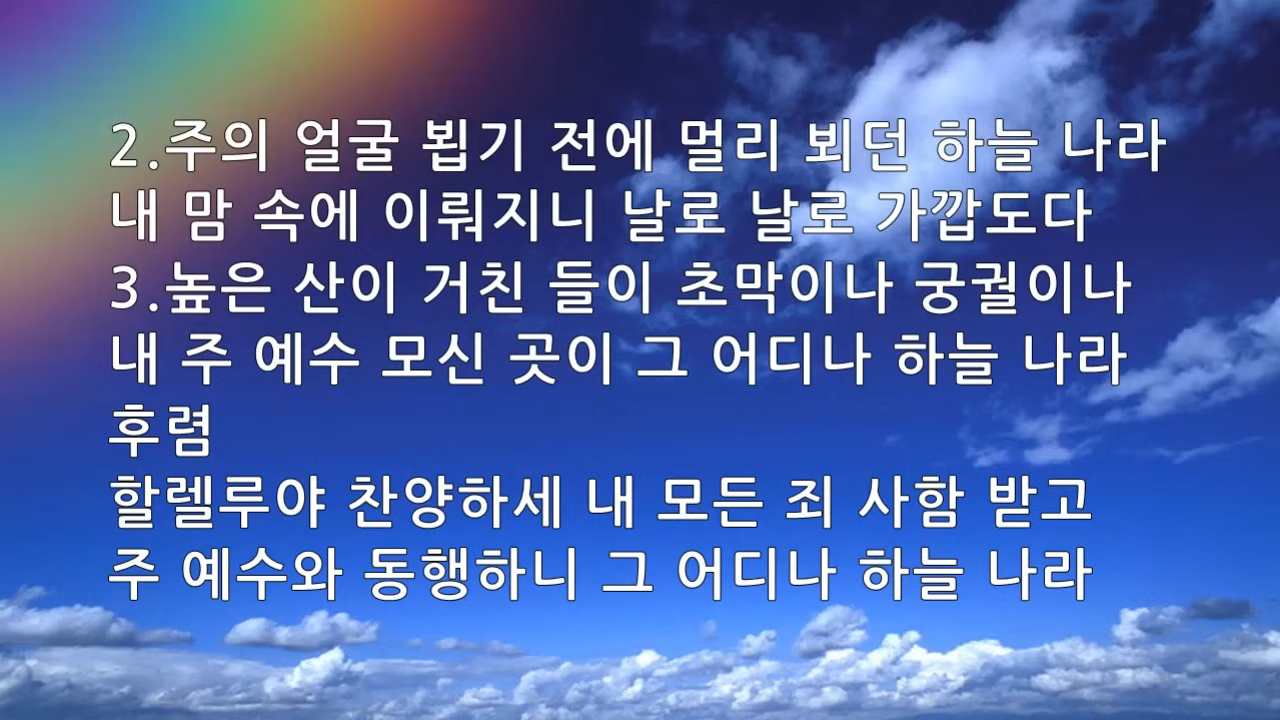 2.주의 얼굴 뵙기 전에 멀리 뵈던 하늘 나라
내 맘 속에 이뤄지니 날로 날로 가깝도다
3.높은 산이 거친 들이 초막이나 궁궐이나
내 주 예수 모신 곳이 그 어디나 하늘 나라
후렴
할렐루야 찬양하세 내 모든 죄 사함 받고
주 예수와 동행하니 그 어디나 하늘 나라